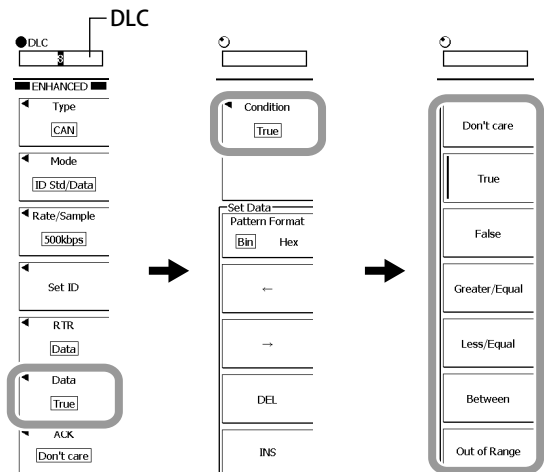 DLC
DLC
8
ENHANCED
Type
CAN
Mode
ID Std/Data
Rate/Sample
500kbps
Set ID
RTR
Data
Data
True
ACK
Don't care
Condition
True
Set Data
Pattern Format
Bin Hex
←
→
DEL
INS
Don't care
True
False
Greater/Equal
Less/Equal
Between
Out of Range